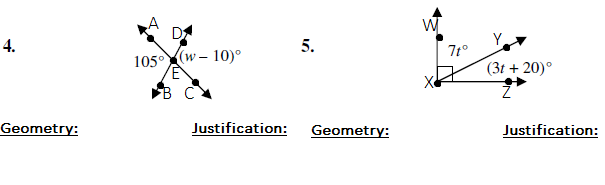 4.
A
D
105°
(w – 10)°
E
B
C
5.
W
7t°
Y
(3t + 20)°
X
Z
Geometry:
Justification:
Geometry:
Justification: